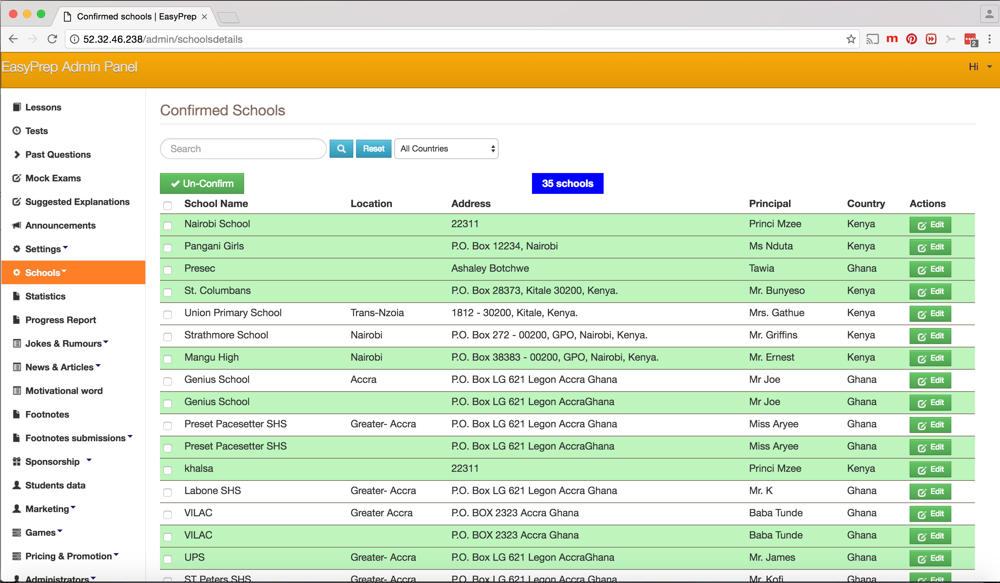 Confirmed schools | EasyPrep
52.32.46.238/admin/schoolsdetails
m
2
EasyPrep Admin Panel
Hi
Lessons
Tests
Past Questions
Mock Exams
Suggested Explanations
Announcements
Settings
Schools
Statistics
Progress Report
Jokes & Rumours
News & Articles
Motivational word
Footnotes
Footnotes submissions
Sponsorship
Students data
Marketing
Games
Pricing & Promotion
Administrators
Confirmed Schools
Search Reset All Countries
Un-Confirm 35 schools
School Name Location Address Principal Country Actions
Nairobi School 22311 Princi Mzee Kenya Edit
Pangani Girls P.O. Box 12234, Nairobi Ms Nduta Kenya Edit
Presec Ashaley Botchwe Tawia Ghana Edit
St. Columbans P.O. Box 28373, Kitale 30200, Kenya. Mr. Bunyeso Kenya Edit
Union Primary School Trans-Nzoia 1812 - 30200, Kitale, Kenya. Mrs. Gathue Kenya Edit
Strathmore School Nairobi P.O. Box 272 - 00200, GPO, Nairobi, Kenya. Mr. Griffins Kenya Edit
Mangu High Nairobi P.O. Box 38383 - 00200, GPO, Nairobi, Kenya. Mr. Ernest Kenya Edit
Genius School Accra P.O. Box LG 621 Legon Accra Ghana Mr Joe Ghana Edit
Genius School P.O. Box LG 621 Legon AccraGhana Mr Joe Ghana Edit
Preset Pacesetter SHS Greater- Accra P.O. Box LG 621 Legon Accra Ghana Miss Aryee Ghana Edit
Preset Pacesetter SHS P.O. Box LG 621 Legon AccraGhana Miss Aryee Ghana Edit
khalsa 22311 Princi Mzee Kenya Edit
Labone SHS Greater- Accra P.O. Box LG 621 Legon Accra Ghana Mr. K Ghana Edit
VILAC Greater Accra P.O. BOX 2323 Accra Ghana Baba Tunde Ghana Edit
VILAC P.O. BOX 2323 Accra Ghana Baba Tunde Ghana Edit
UPS Greater- Accra P.O. Box LG 621 Legon AccraGhana Mr. James Ghana Edit
ST Peters SHS Greater- Accra P.O. Box LG 621 Legon Accra Ghana Mr. Kofi Ghana Edit